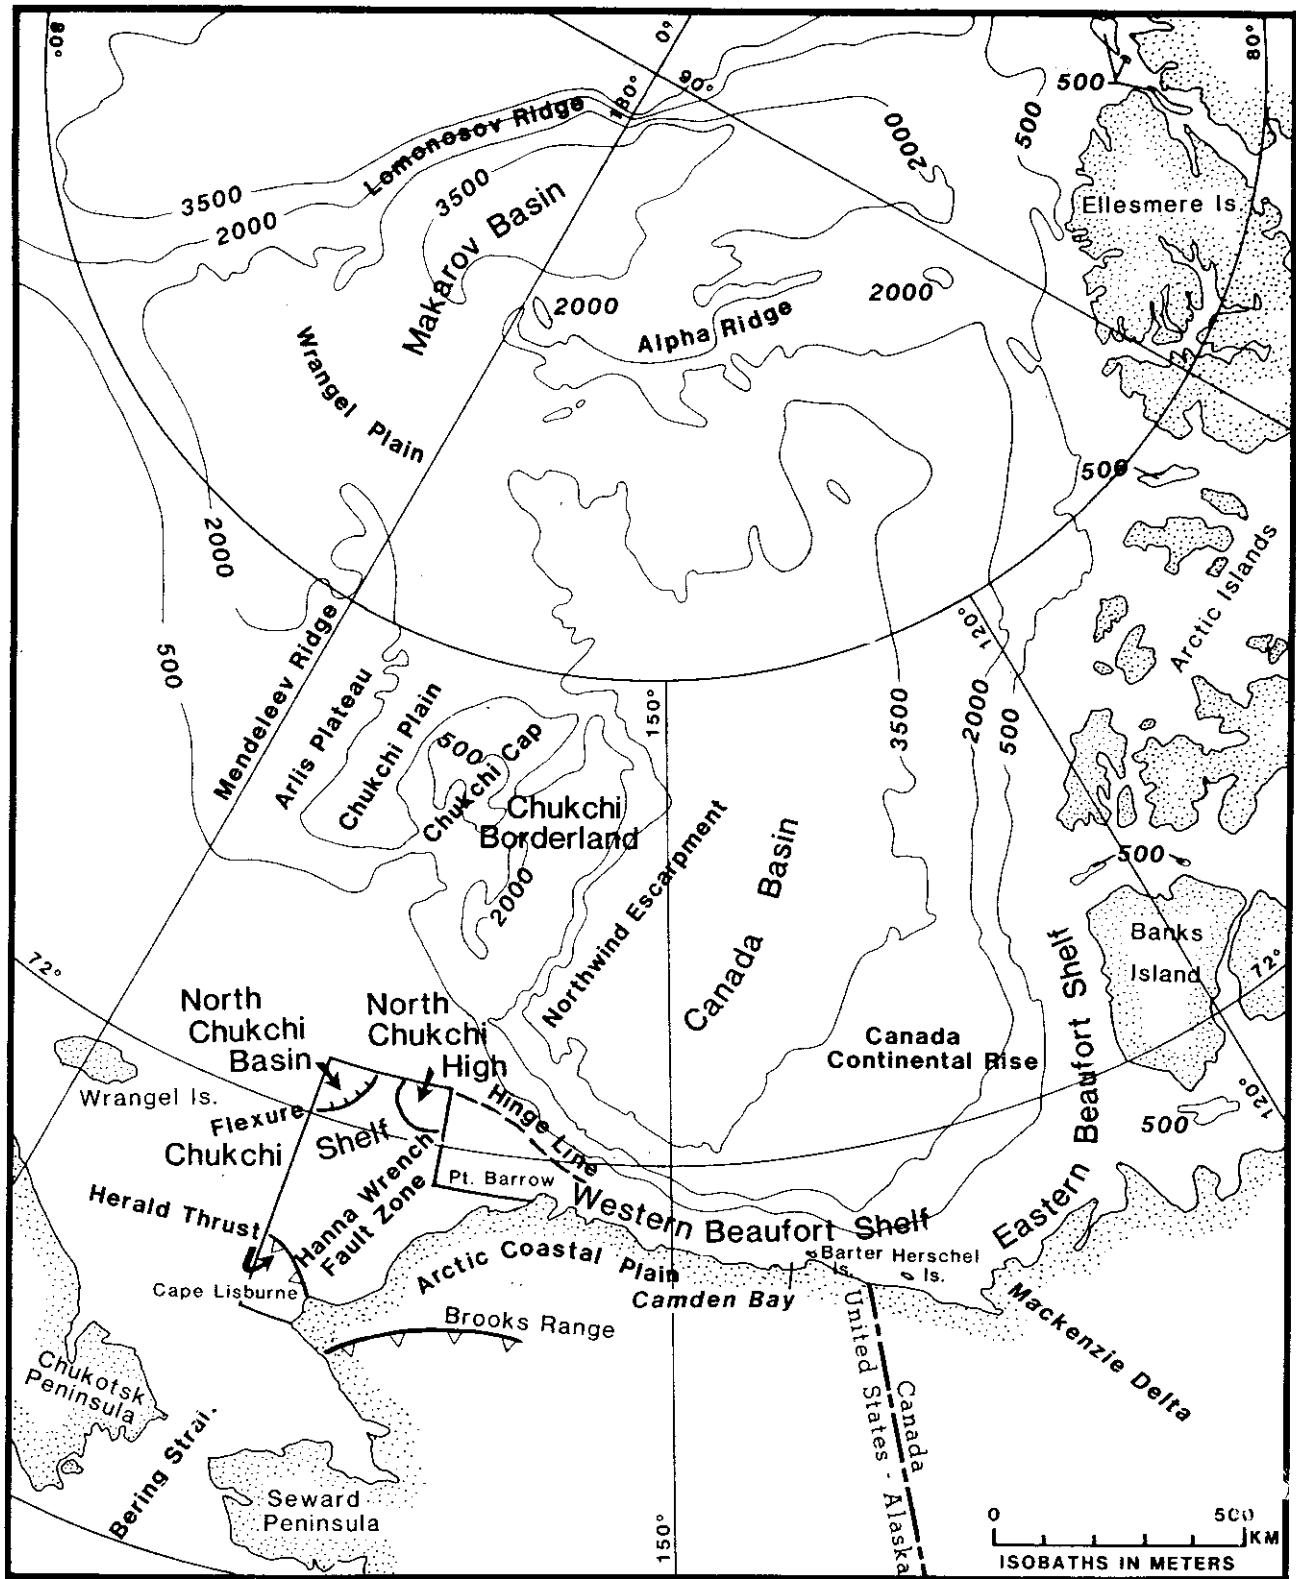 80°
0°
180°
90°
80°
500
500
2000
Lomonosov Ridge
3500
2000
3500
Makarov Basin
Ellesmere Is.
2000
2000
Alpha Ridge
Wrangel Plain
500
2000
Arctic Islands
500
Mendeleev Ridge
Arlis Plateau
Chukchi Plain
500
Chukchi Cap
Chukchi
Borderland
2000
150°
120°
3500
2000
500
Northwind Escarpment
Canada Basin
500
Banks
Island
Eastern Beaufort Shelf
72°
72°
North
Chukchi
Basin
North
Chukchi
High
Canada
Continental Rise
Wrangel Is.
Flexure
Chukchi Shelf
Hinge Line
500
120°
Pt. Barrow
Herald Thrust
Hanna Wrench
Fault Zone
Western Beaufort Shelf
Arctic Coastal Plain
Barter
Is.
Herschel
Is.
Cape Lisburne
Camden Bay
Brooks Range
Mackenzie Delta
United States - Alaska
Canada
Chukotsk
Peninsula
Bering Strai
Seward
Peninsula
150°
0 500
KM
ISOBATHS IN METERS